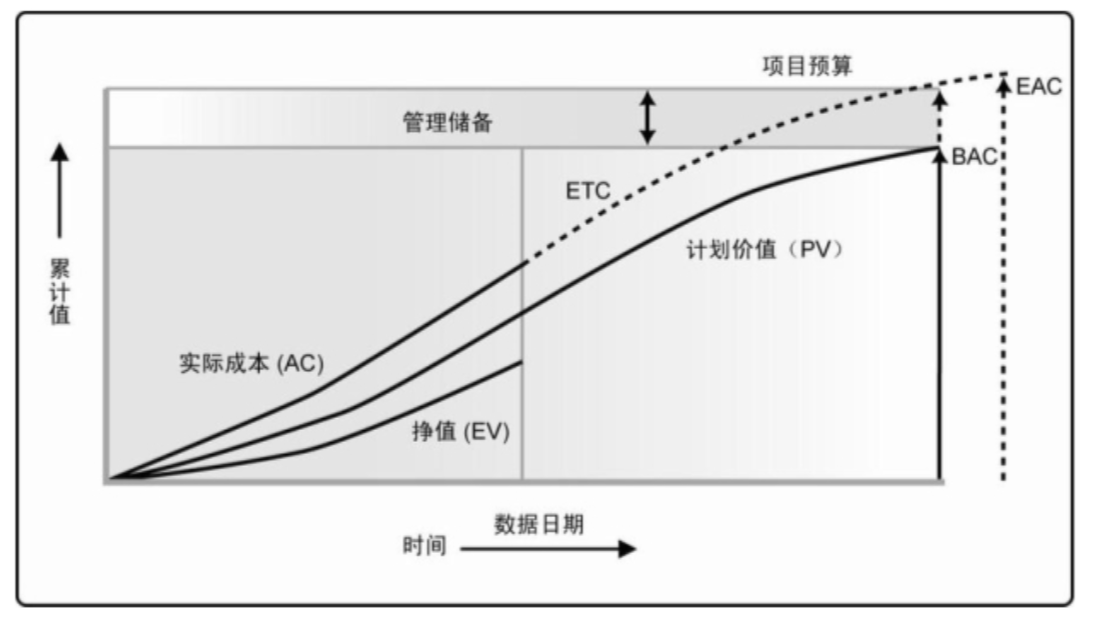 项目预算
EAC
管理储备
BAC
ETC
计划价值（PV）
累计值
实际成本 (AC)
挣值 (EV)
数据日期
时间